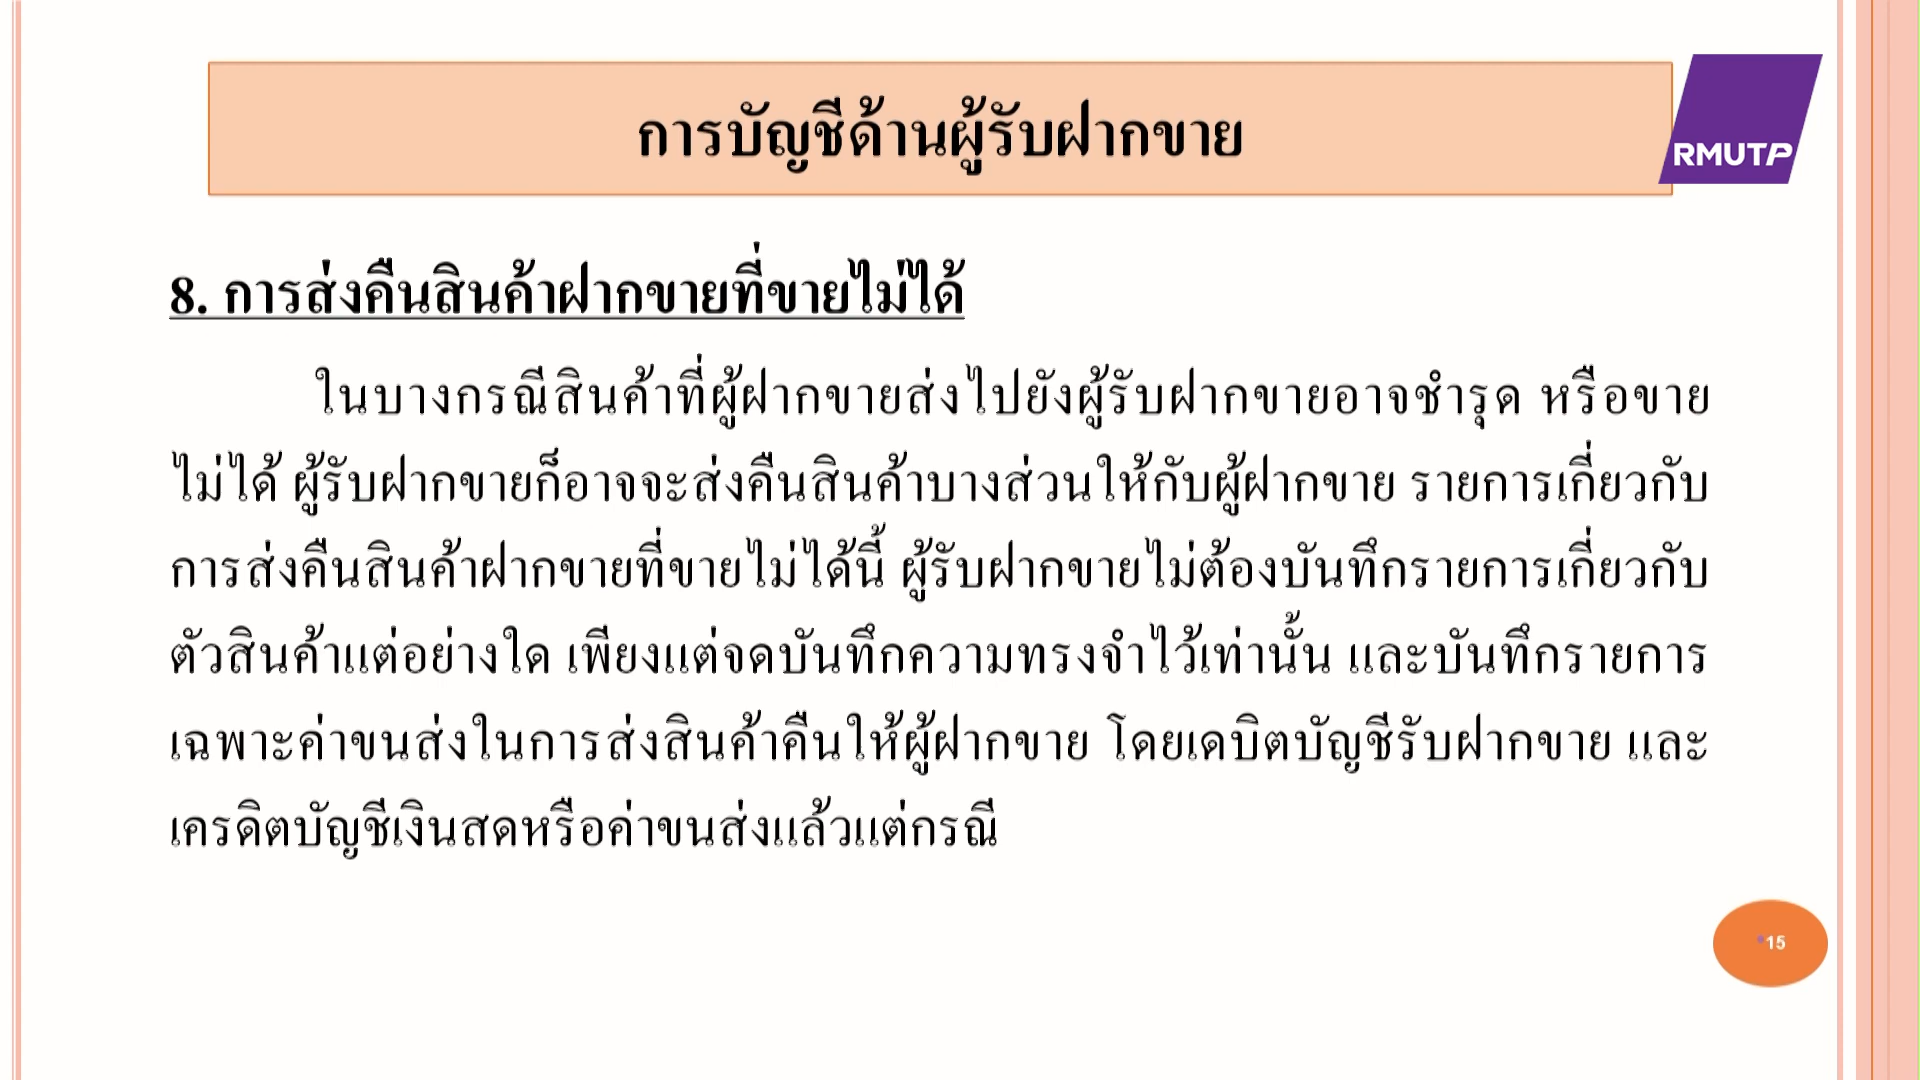 การบัญชีด้านผู้รับฝากขาย
RMUTP
8. การส่งคืนสินค้าฝากขายที่ขายไม่ได้
ในบางกรณีสินค้าที่ผู้ฝากขายส่งไปยังผู้รับฝากขายอาจชำรุด หรือขาย
ไม่ได้ ผู้รับฝากขายก็อาจจะส่งคืนสินค้าบางส่วนให้กับผู้ฝากขาย รายการเกี่ยวกับ
การส่งคืนสินค้าฝากขายที่ขายไม่ได้นี้ ผู้รับฝากขายไม่ต้องบันทึกรายการเกี่ยวกับ
ตัวสินค้าแต่อย่างใด เพียงแต่จดบันทึกความทรงจำไว้เท่านั้น และบันทึกรายการ
เฉพาะค่าขนส่งในการส่งสินค้าคืนให้ผู้ฝากขาย โดยเดบิตบัญชีรับฝากขาย และ
เครดิตบัญชีเงินสดหรือค่าขนส่งแล้วแต่กรณี
•15